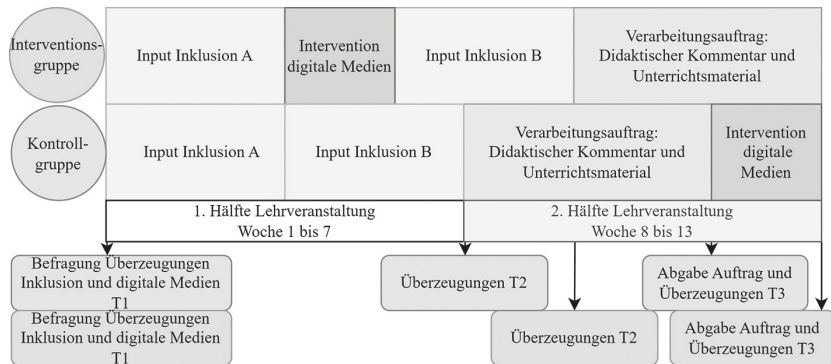 Interventions-
gruppe
Input Inklusion A
Intervention
digitale Medien
Input Inklusion B
Verarbeitungsauftrag:
Didaktischer Kommentar und
Unterrichtsmaterial
Kontroll-
gruppe
Input Inklusion A
Input Inklusion B
Verarbeitungsauftrag:
Didaktischer Kommentar und
Unterrichtsmaterial
Intervention
digitale
Medien
1. Hälfte Lehrveranstaltung
Woche 1 bis 7
2. Hälfte Lehrveranstaltung
Woche 8 bis 13
Befragung Überzeugungen
Inklusion und digitale Medien
T1
Überzeugungen T2
Abgabe Auftrag und
Überzeugungen T3
Befragung Überzeugungen
Inklusion und digitale Medien
T1
Überzeugungen T2
Abgabe Auftrag und
Überzeugungen T3